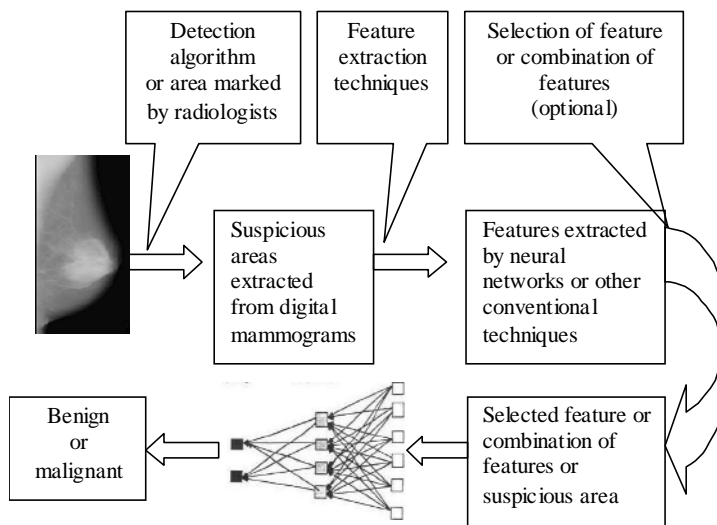 Detection
algorithm
or area marked
by radiologists
Feature
extraction
techniques
Selection of feature
or combination of
features
(optional)
Suspicious
areas
extracted
from digital
mammograms
Features extracted
by neural
networks or other
conventional
techniques
Selected feature or
combination of
features or
suspicious area
Benign
or
malignant